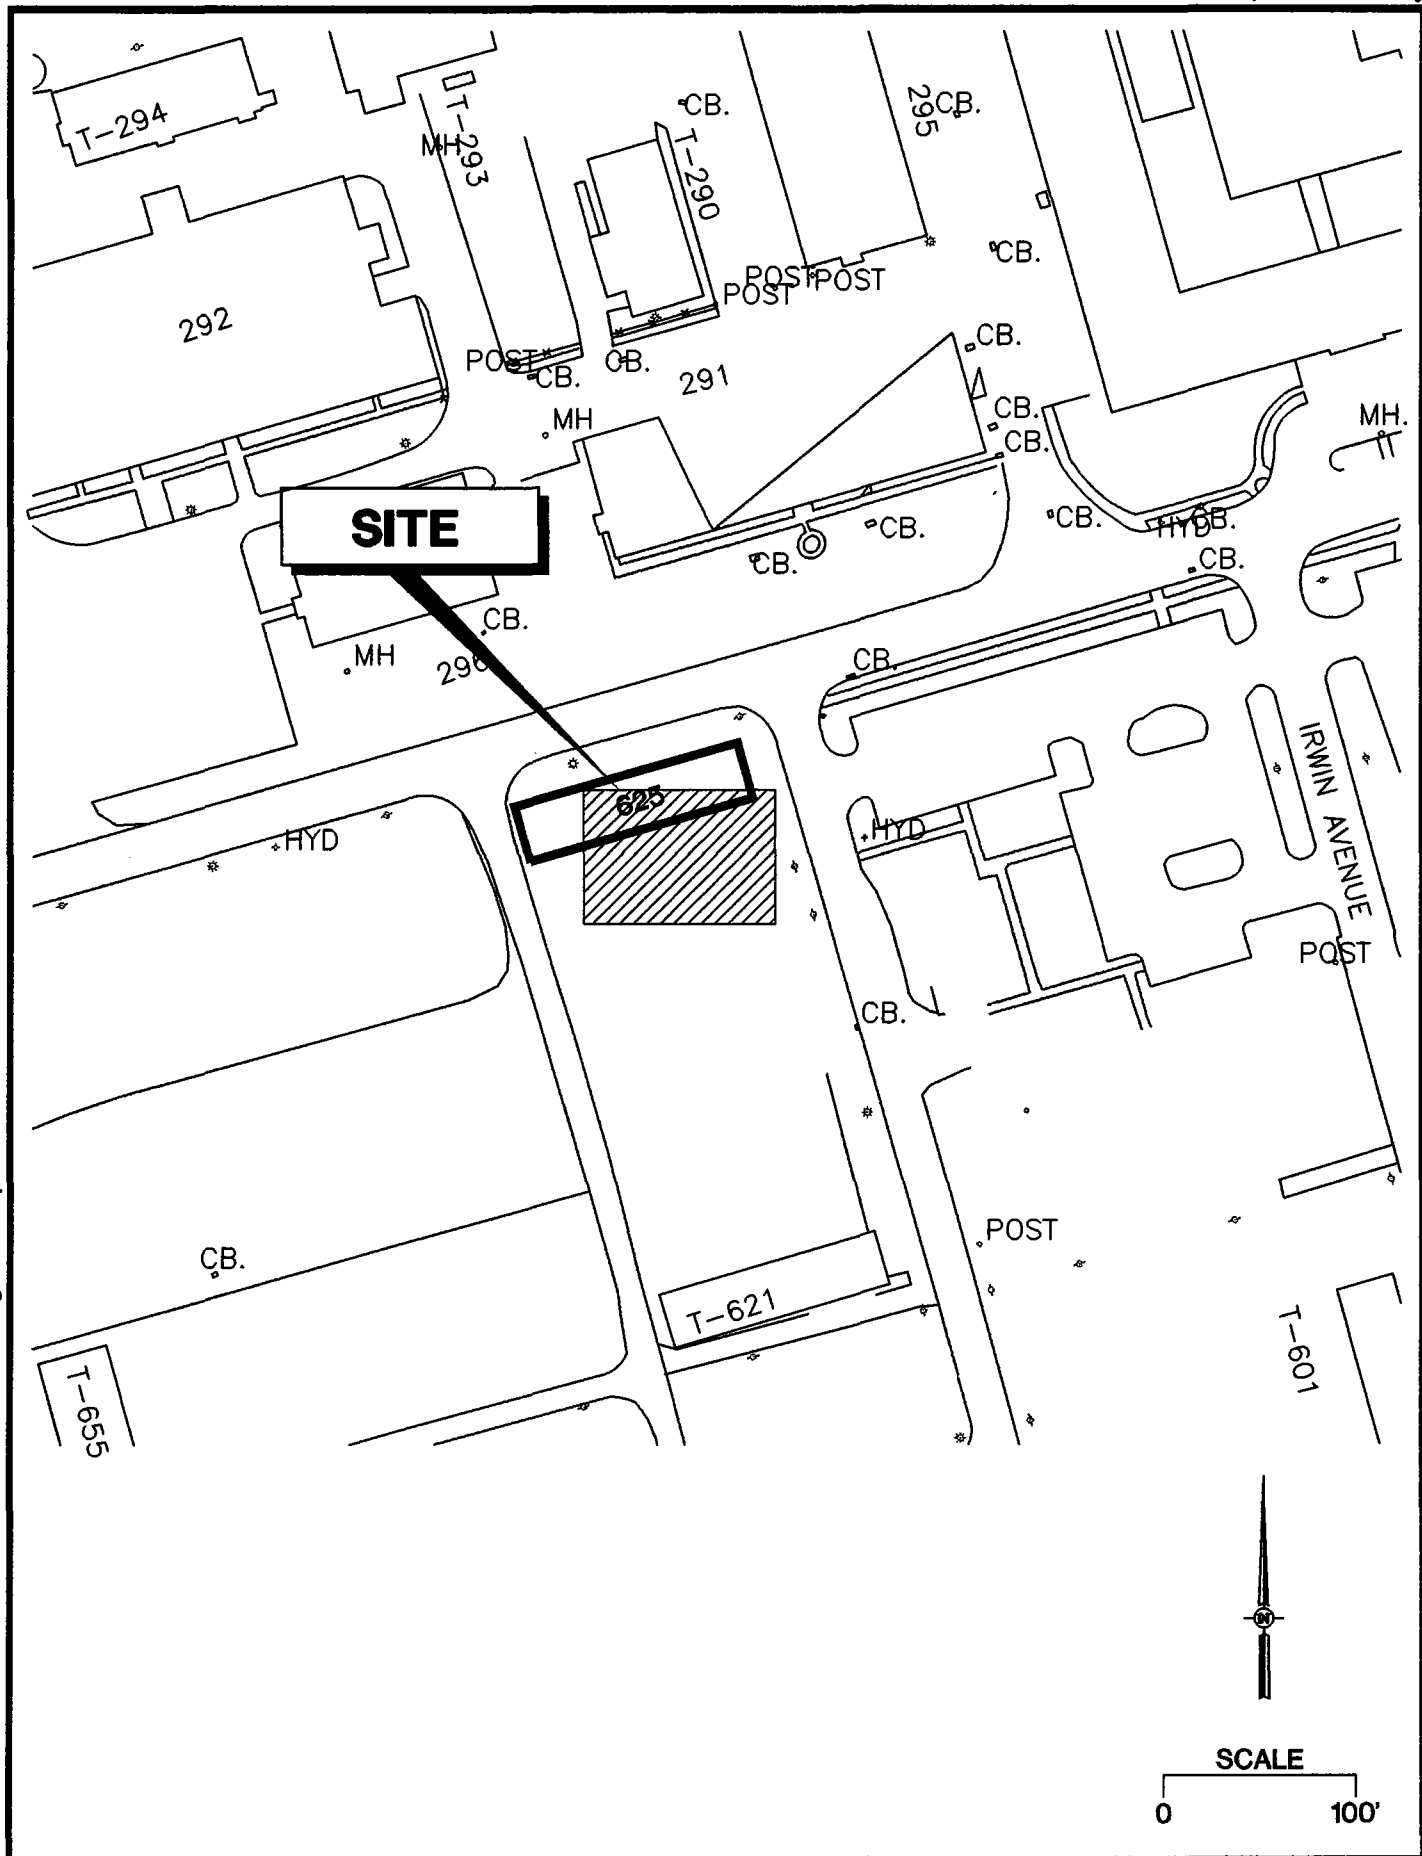 T-294
T-293
MH
CB.
T-290
295
CB.
CB.
292
POST
POST
POST
POST
CB.
CB.
291
CB.
CB.
CB.
MH
MH.
SITE
CB.
CB.
CB.
HYD
CB.
CB.
CB.
MH
296
CB.
625
HYD
HYD
IRWIN AVENUE
POST
CB.
POST
CB.
T-621
T-601
T-655
N
SCALE
0 100'